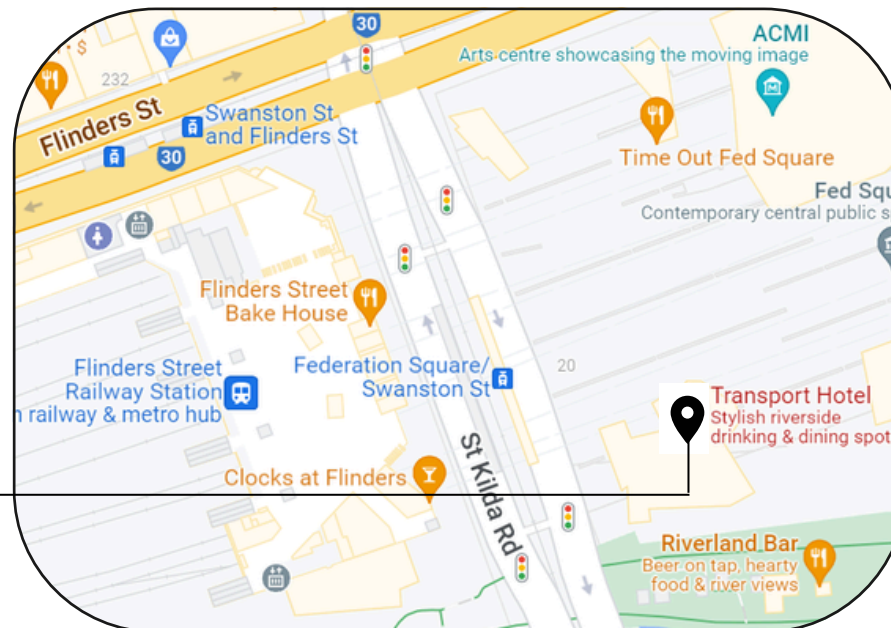 30
ACMI
Arts centre showcasing the moving image
232
Flinders St
Swanston St
and Flinders St
30
Time Out Fed Square
Fed Squ
Contemporary central public s
Flinders Street
Bake House
Flinders Street
Railway Station
n railway & metro hub
Federation Square/
Swanston St
20
Transport Hotel
Stylish riverside
drinking & dining spot
Clocks at Flinders
St Kilda Rd
Riverland Bar
Beer on tap, hearty
food & river views